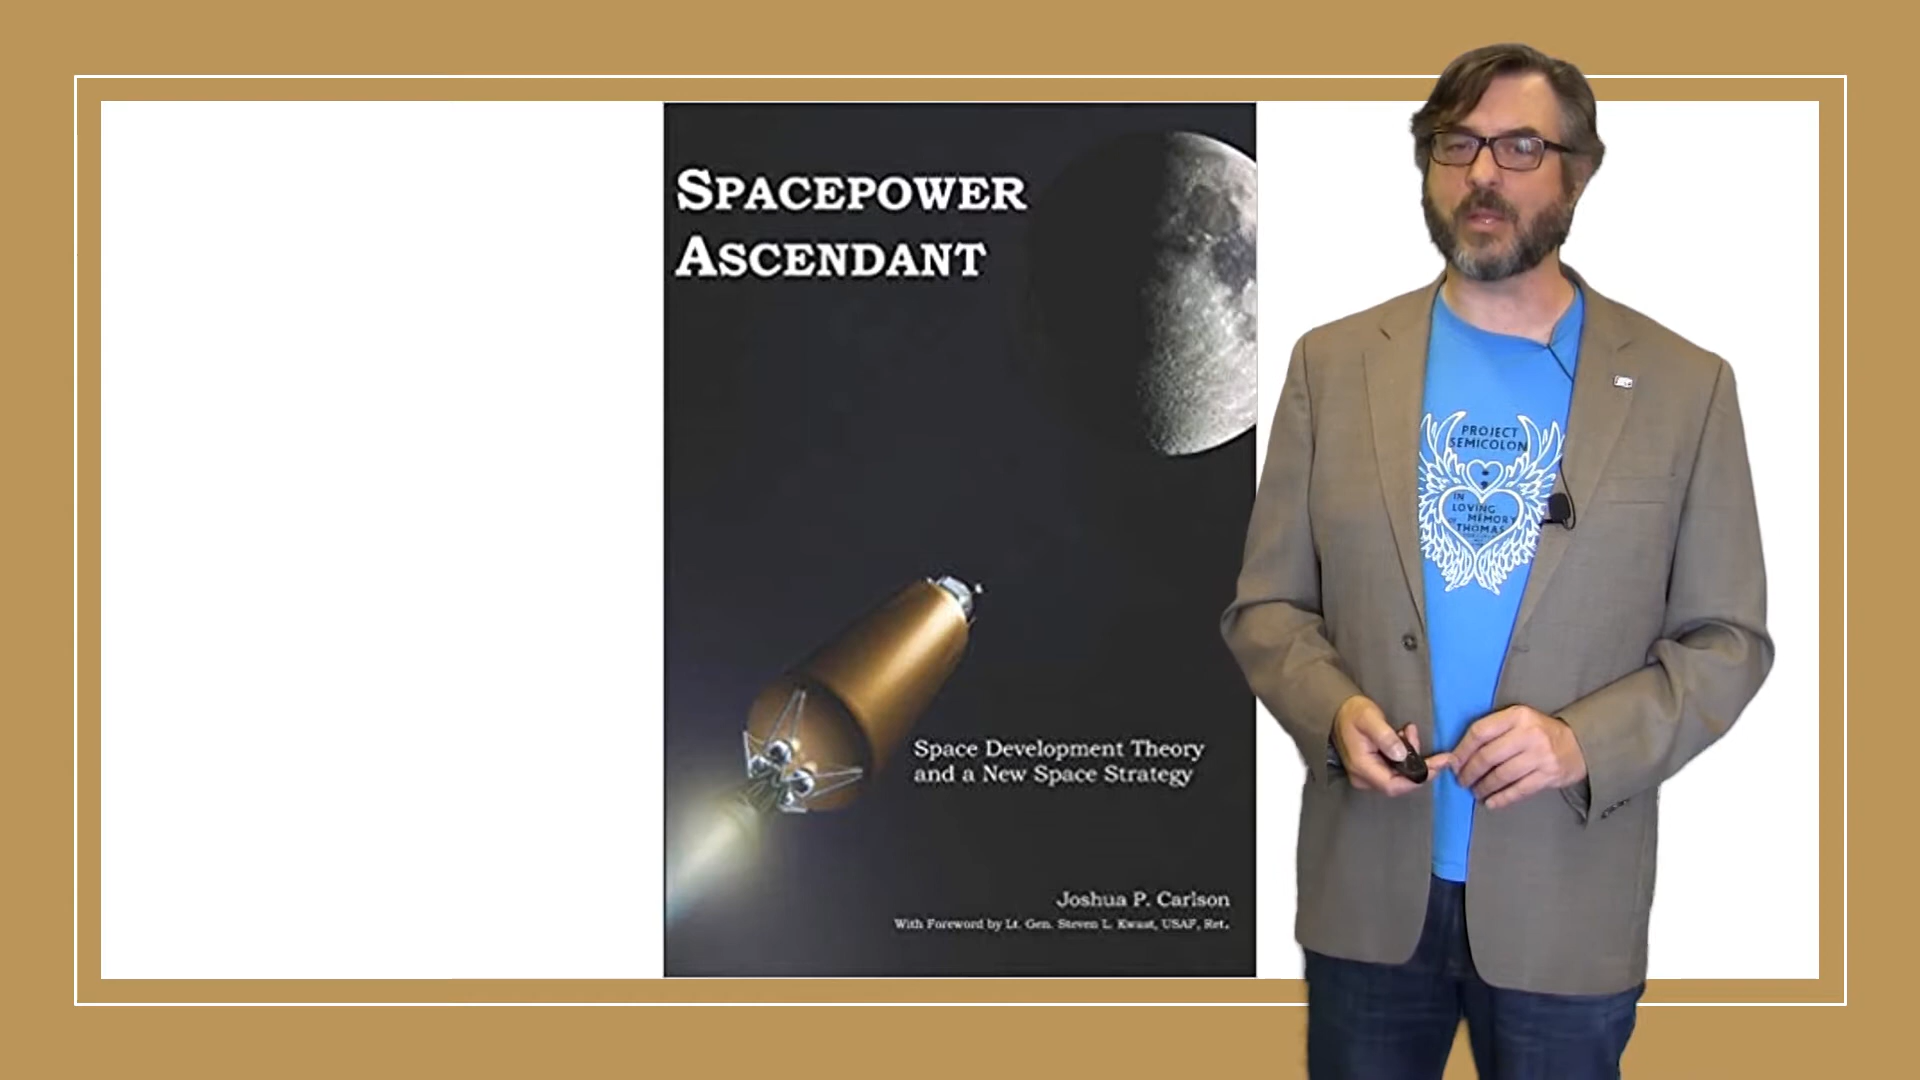 SPACEPOWER
ASCENDANT
Space Development Theory
and a New Space Strategy
Joshua P. Carlson
With Foreword by Lt. Gen. Steven L. Kwast, USAF, Ret.
PROJECT
SEMICOLON
IN
LOVING
MEMORY
OF
THOMAS